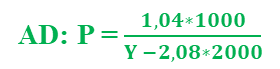 AD: P = 1,04*1000
Y – 2,08*2000